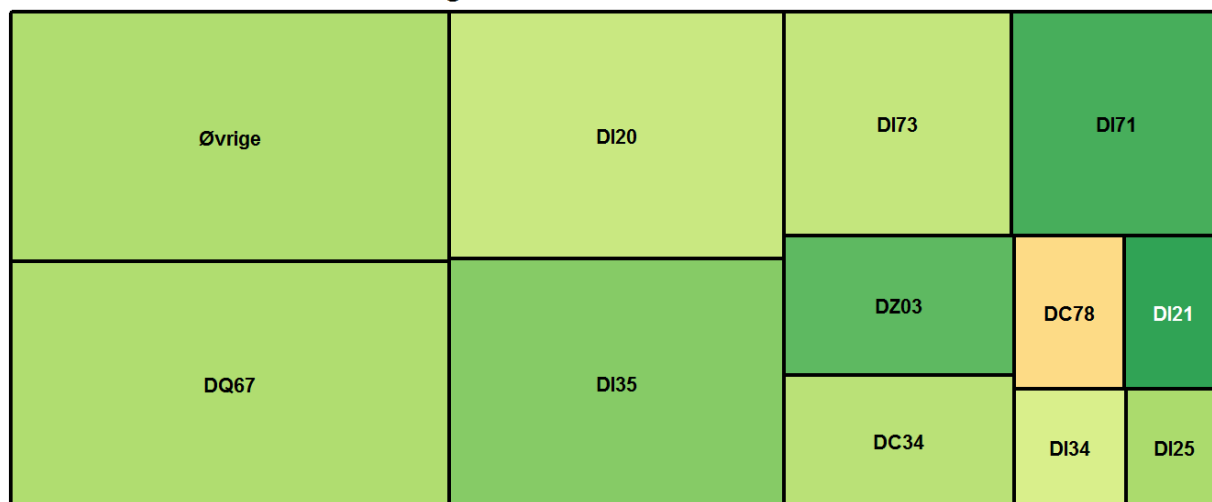 Øvrige
DI20
DI73
DI71
DQ67
DI35
DZ03
DC78
DI21
DC34
DI34
DI25